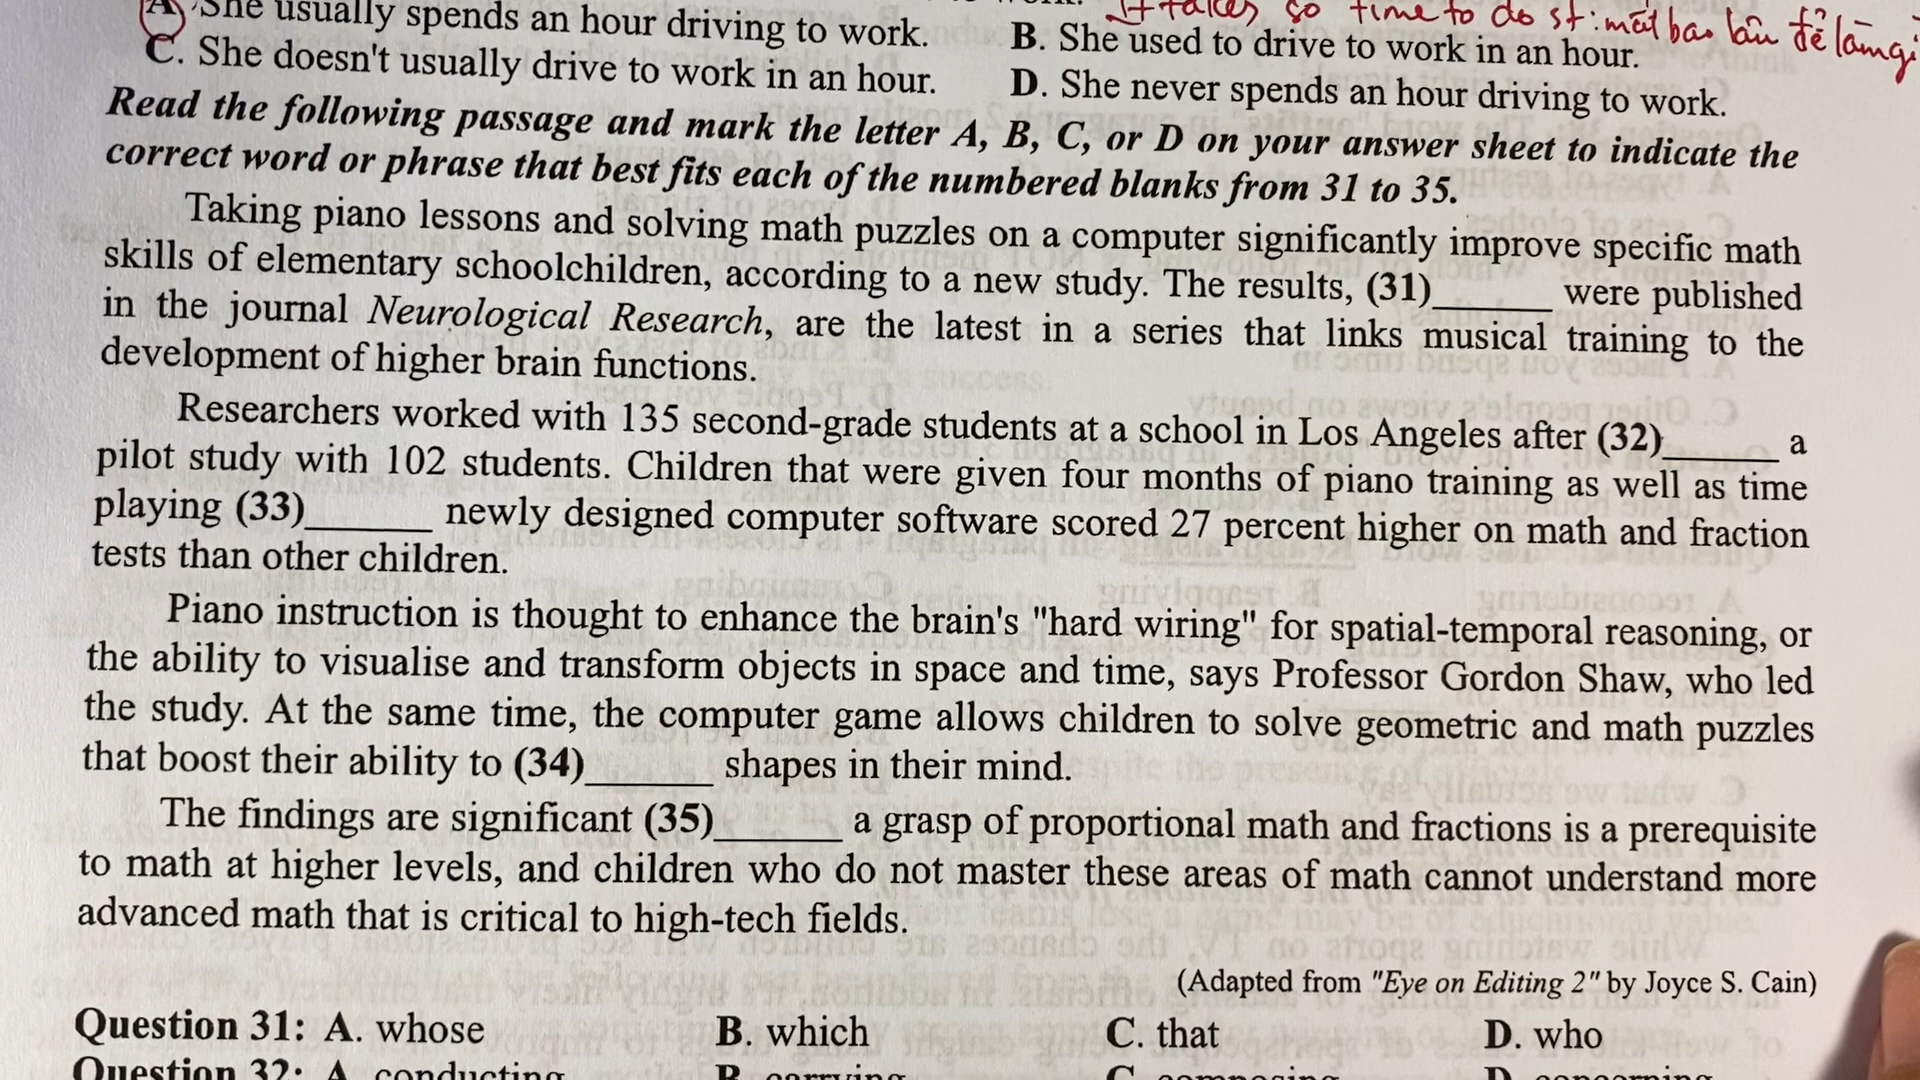 A She usually spends an hour driving to work.
It takes so time to do st: mất bao lâu để làm gì
B. She used to drive to work in an hour.
C. She doesn't usually drive to work in an hour.
D. She never spends an hour driving to work.
Read the following passage and mark the letter A, B, C, or D on your answer sheet to indicate the
correct word or phrase that best fits each of the numbered blanks from 31 to 35.
Taking piano lessons and solving math puzzles on a computer significantly improve specific math
skills of elementary schoolchildren, according to a new study. The results, (31)______ were published
in the journal Neurological Research, are the latest in a series that links musical training to the
development of higher brain functions.
Researchers worked with 135 second-grade students at a school in Los Angeles after (32)______ a
pilot study with 102 students. Children that were given four months of piano training as well as time
playing (33)______ newly designed computer software scored 27 percent higher on math and fraction
tests than other children.
Piano instruction is thought to enhance the brain's "hard wiring" for spatial-temporal reasoning, or
the ability to visualise and transform objects in space and time, says Professor Gordon Shaw, who led
the study. At the same time, the computer game allows children to solve geometric and math puzzles
that boost their ability to (34)______ shapes in their mind.
The findings are significant (35)______ a grasp of proportional math and fractions is a prerequisite
to math at higher levels, and children who do not master these areas of math cannot understand more
advanced math that is critical to high-tech fields.
(Adapted from "Eye on Editing 2" by Joyce S. Cain)
Question 31: A. whose B. which C. that D. who
Question 32: A. conducting B. carrying C. composing D. concerning